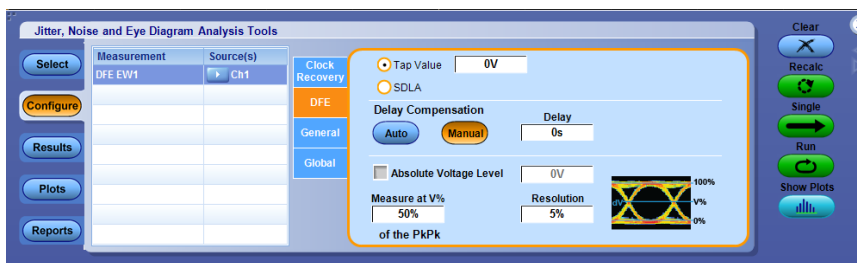 Jitter, Noise and Eye Diagram Analysis Tools
Select
Configure
Results
Plots
Reports
Measurement Source(s)
DFE EW1 Ch1
Clock
Recovery
DFE
General
Global
Tap Value 0V
SDLA
Delay Compensation
Auto Manual
Delay
0s
Absolute Voltage Level 0V
Measure at V%
50%
of the PkPk
Resolution
5%
100%
dV
V%
0%
Clear
Recalc
Single
Run
Show Plots